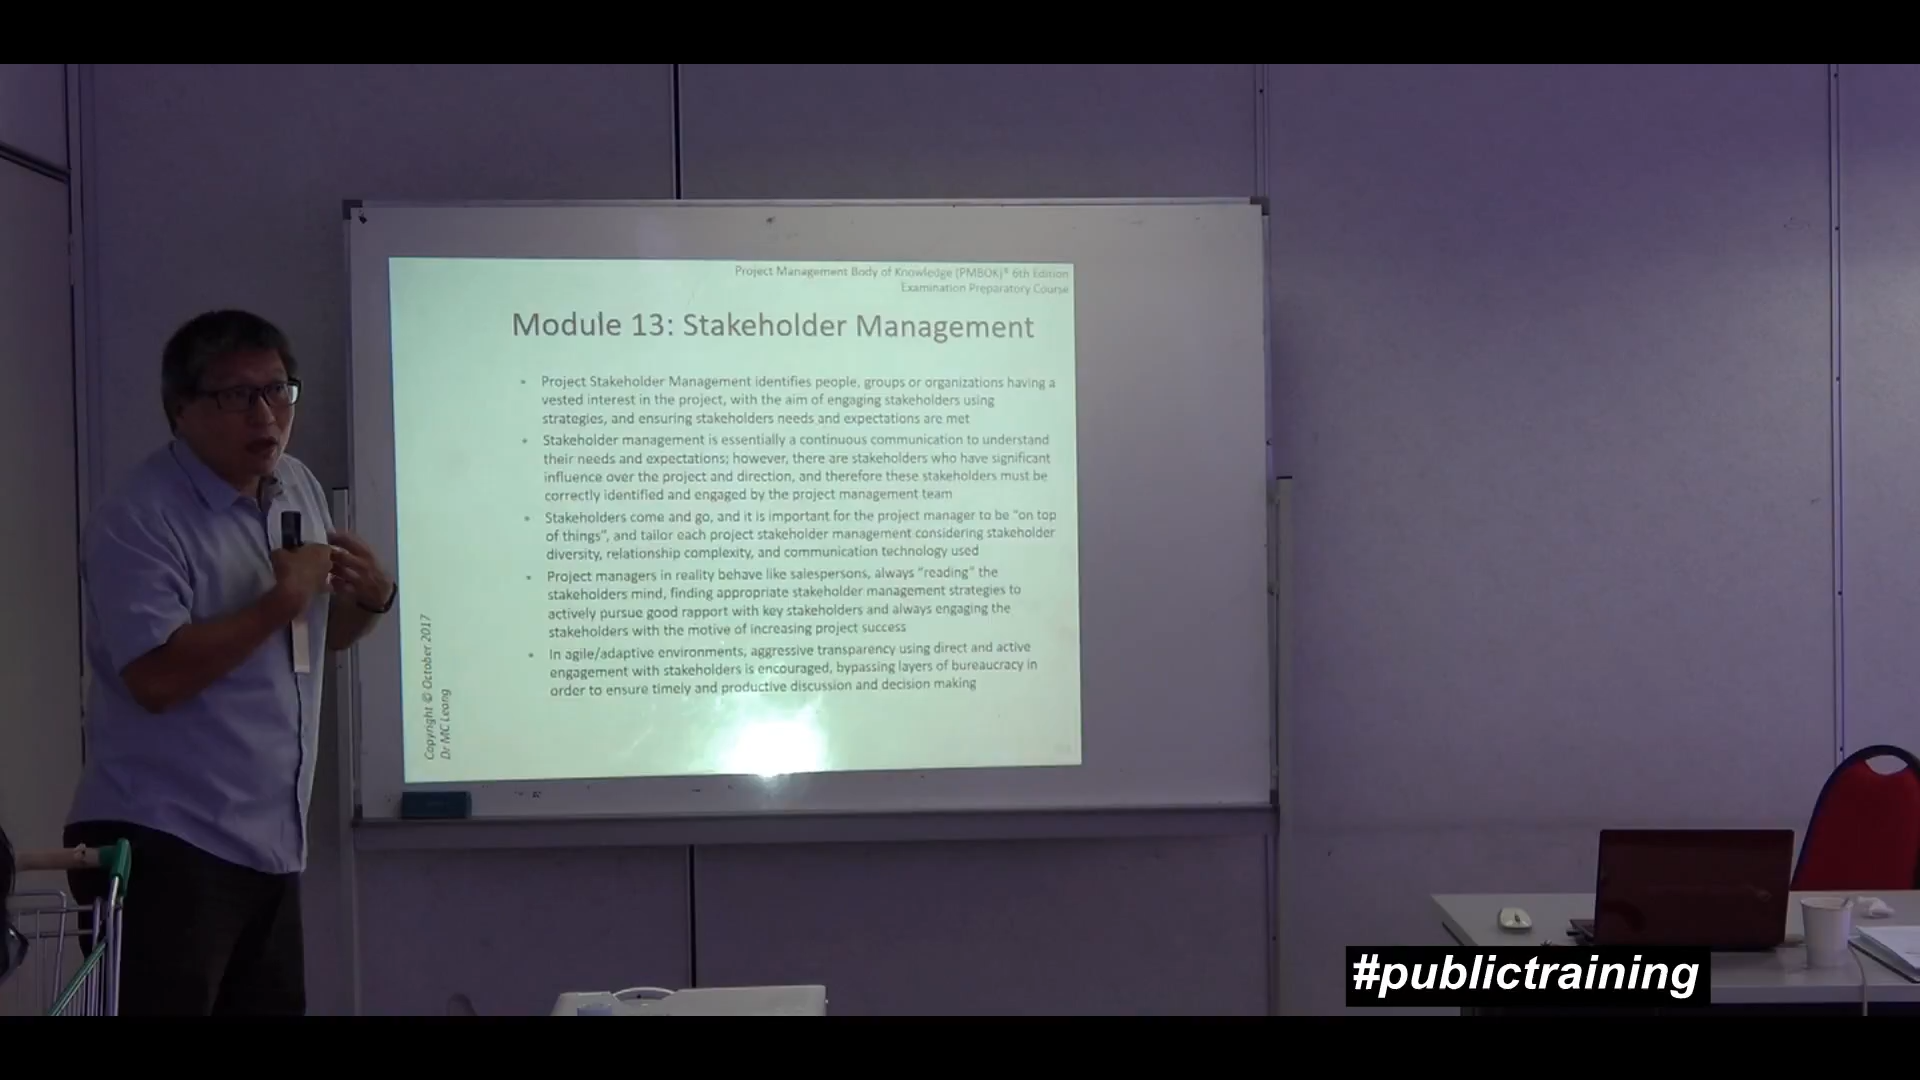 Project Management Body of Knowledge (PMBOK)® 6th Edition
Examination Preparatory Course
Module 13: Stakeholder Management
• Project Stakeholder Management identifies people, groups or organizations having a
vested interest in the project, with the aim of engaging stakeholders using
strategies, and ensuring stakeholders needs and expectations are met
• Stakeholder management is essentially a continuous communication to understand
their needs and expectations; however, there are stakeholders who have significant
influence over the project and direction, and therefore these stakeholders must be
correctly identified and engaged by the project management team
• Stakeholders come and go, and it is important for the project manager to be "on top
of things", and tailor each project stakeholder management considering stakeholder
diversity, relationship complexity, and communication technology used
• Project managers in reality behave like salespersons, always "reading" the
stakeholders mind, finding appropriate stakeholder management strategies to
actively pursue good rapport with key stakeholders and always engaging the
stakeholders with the motive of increasing project success
• In agile/adaptive environments, aggressive transparency using direct and active
engagement with stakeholders is encouraged, bypassing layers of bureaucracy in
order to ensure timely and productive discussion and decision making
Copyright © October 2017
Dr MC Leong
#publictraining